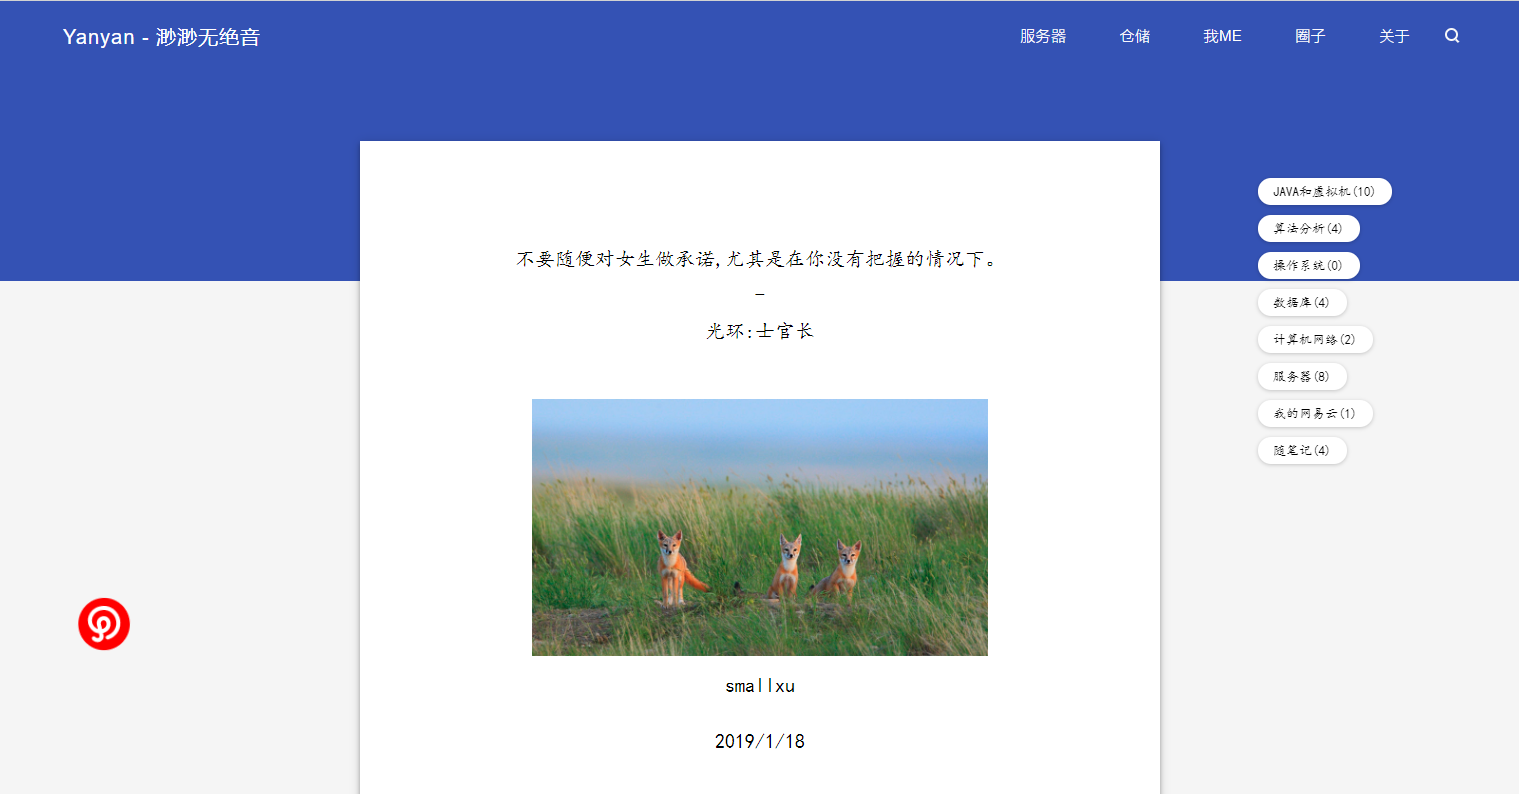 Yanyan - 渺渺无绝音
服务器 仓储 我ME 圈子 关于
不要随便对女生做承诺,尤其是在你没有把握的情况下。
–
光环:士官长
smallxu
2019/1/18
JAVA和虚拟机(10)
算法分析(4)
操作系统(0)
数据库(4)
计算机网络(2)
服务器(8)
我的网易云(1)
随笔记(4)